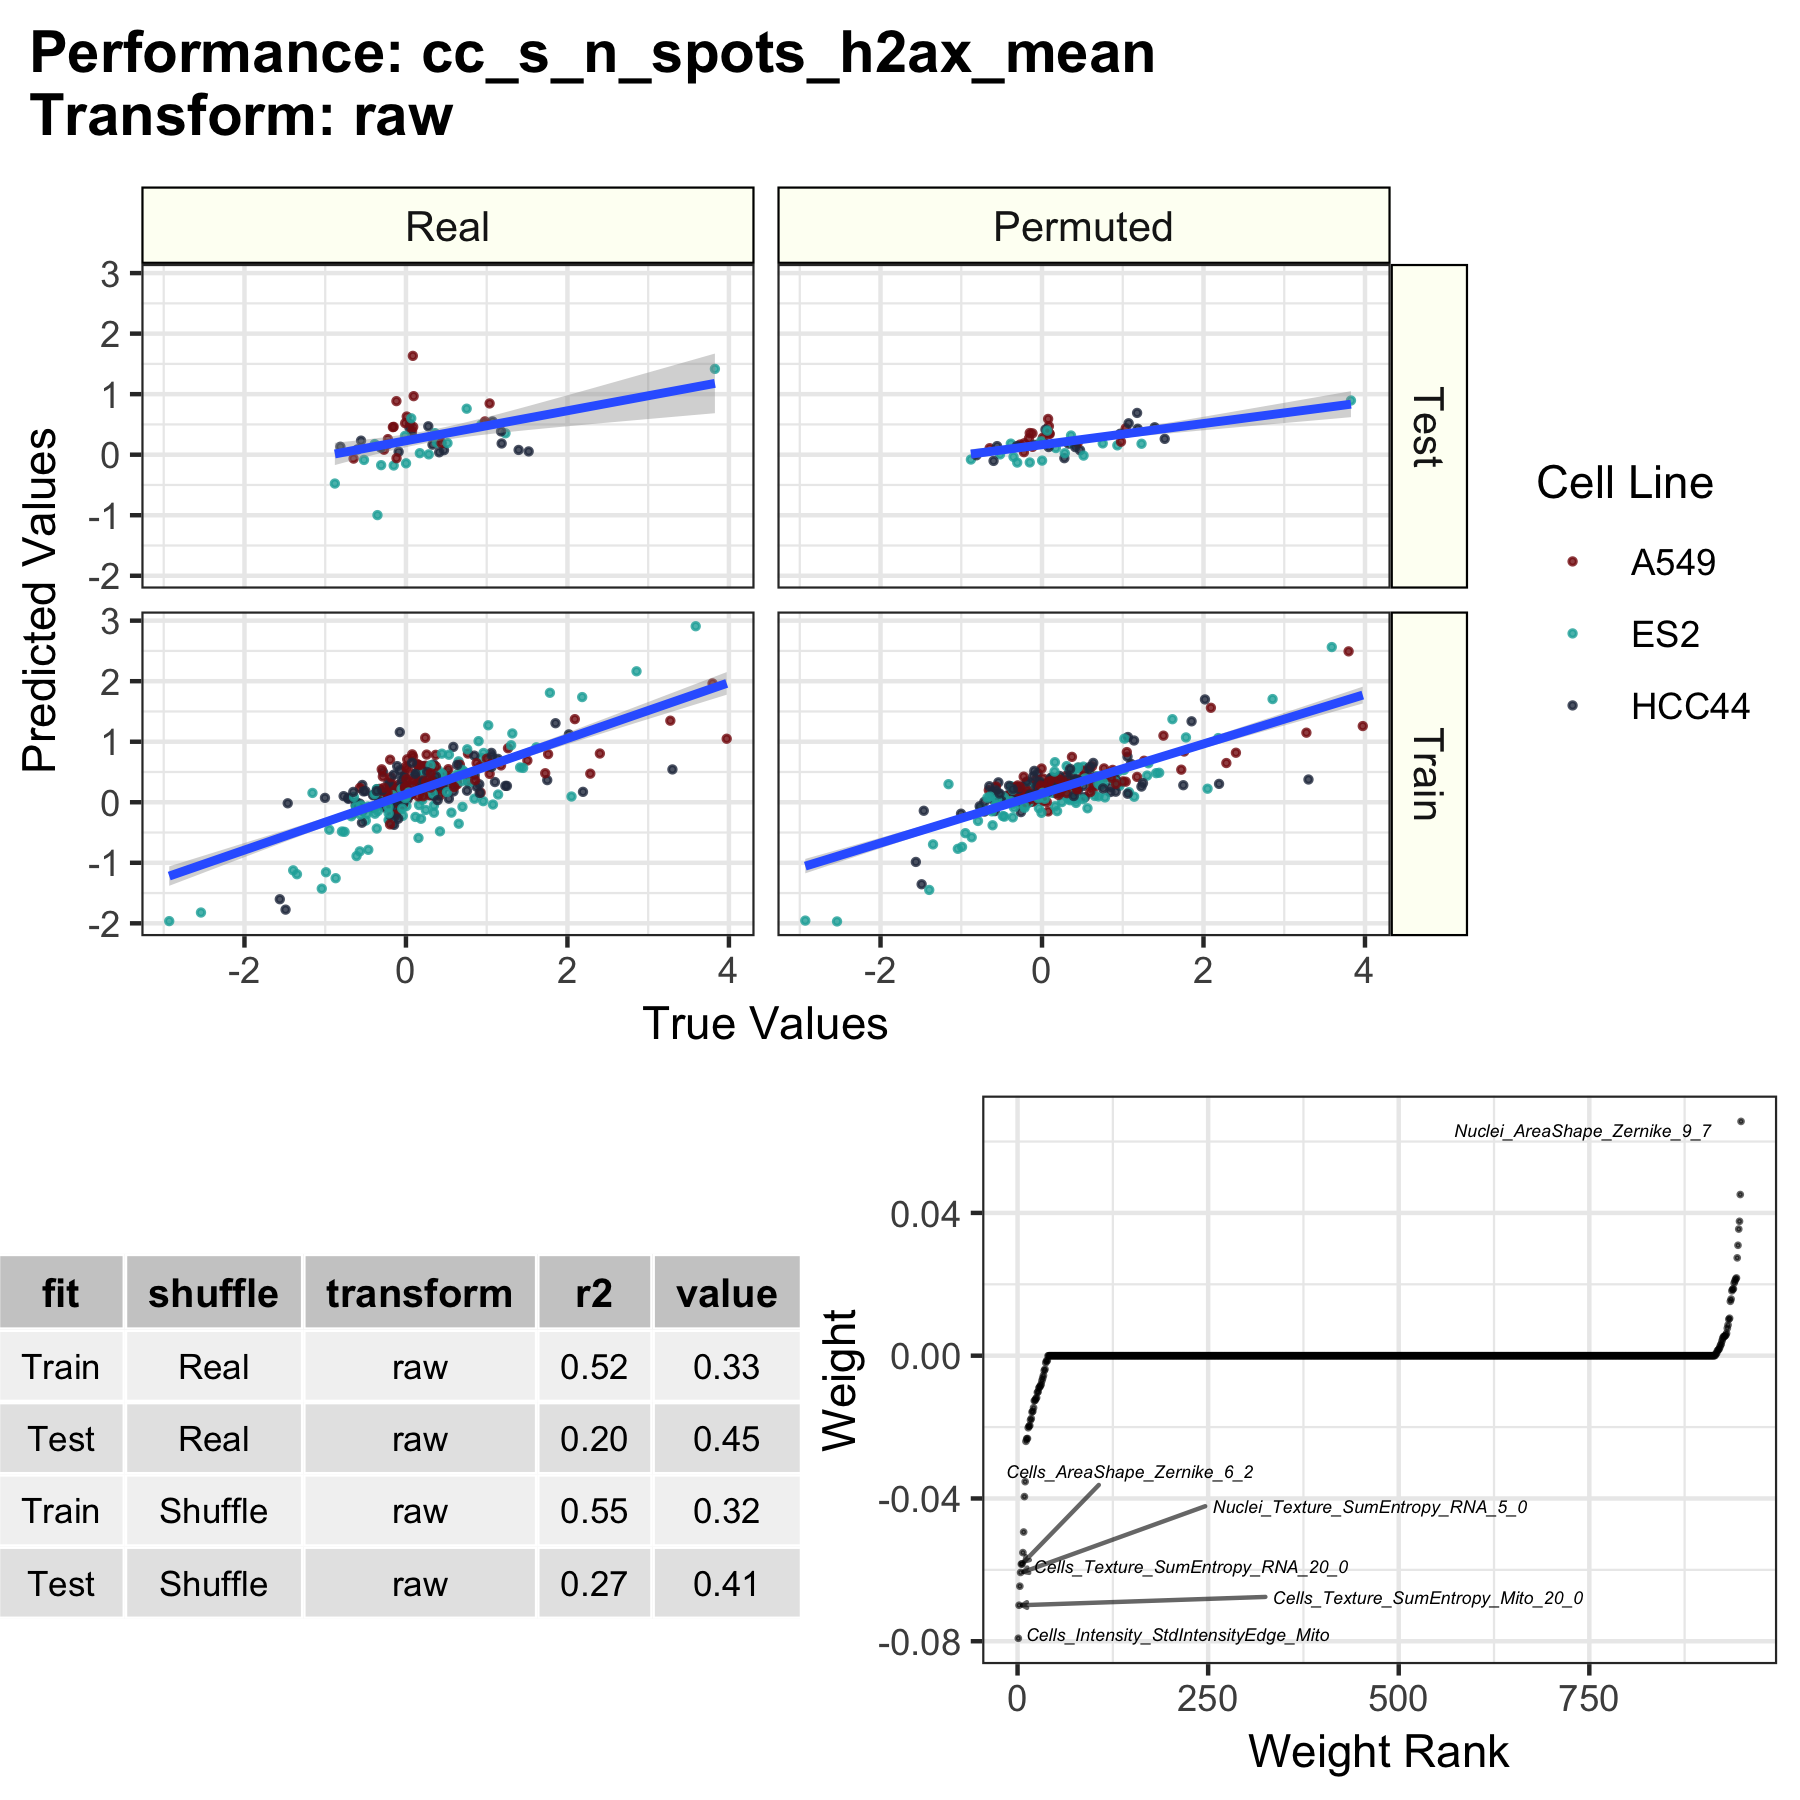 Performance: cc_s_n_spots_h2ax_mean
Transform: raw
Real
Permuted
3
2
1
0
-1
-2
Test
3
2
1
0
-1
-2
Train
Predicted Values
-2 0 2 4
-2 0 2 4
True Values
Cell Line
A549
ES2
HCC44
fit shuffle transform r2 value
Train Real raw 0.52 0.33
Test Real raw 0.20 0.45
Train Shuffle raw 0.55 0.32
Test Shuffle raw 0.27 0.41
Weight
0.04
0.00
-0.04
-0.08
Nuclei_AreaShape_Zernike_9_7
Cells_AreaShape_Zernike_6_2
Nuclei_Texture_SumEntropy_RNA_5_0
Cells_Texture_SumEntropy_RNA_20_0
Cells_Texture_SumEntropy_Mito_20_0
Cells_Intensity_StdIntensityEdge_Mito
0 250 500 750
Weight Rank